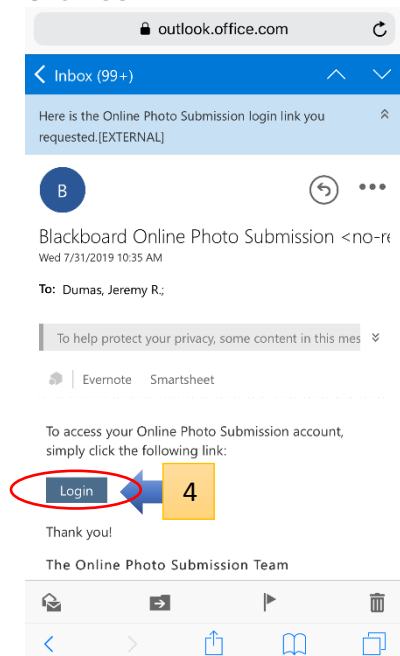 outlook.office.com
Inbox (99+)
Here is the Online Photo Submission login link you
requested.[EXTERNAL]
B
Blackboard Online Photo Submission <no-re
Wed 7/31/2019 10:35 AM
To: Dumas, Jeremy R.;
To help protect your privacy, some content in this mes
Evernote Smartsheet
To access your Online Photo Submission account,
simply click the following link:
Login
4
Thank you!
The Online Photo Submission Team